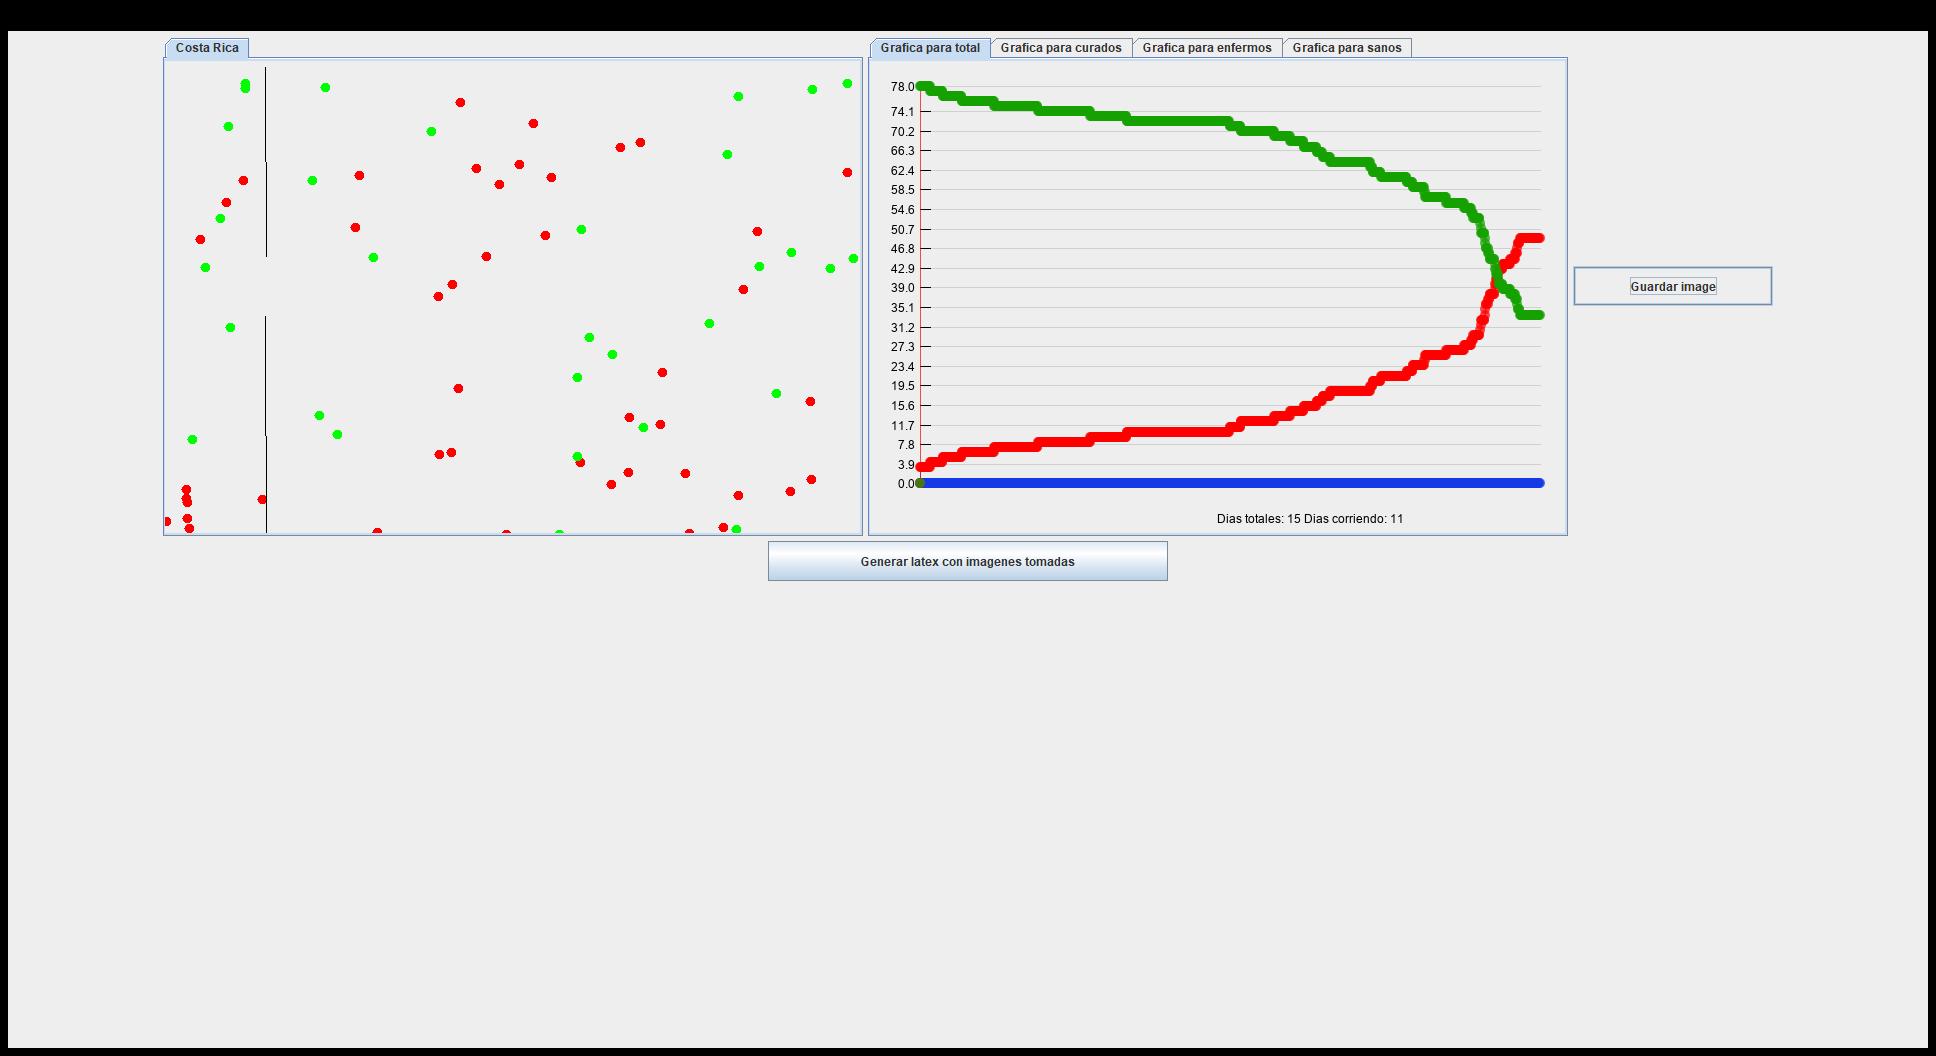 Costa Rica
Grafica para total
Grafica para curados
Grafica para enfermos
Grafica para sanos
78.0
74.1
70.2
66.3
62.4
58.5
54.6
50.7
46.8
42.9
39.0
35.1
31.2
27.3
23.4
19.5
15.6
11.7
7.8
3.9
0.0
Dias totales: 15 Dias corriendo: 11
Guardar image
Generar latex con imagenes tomadas